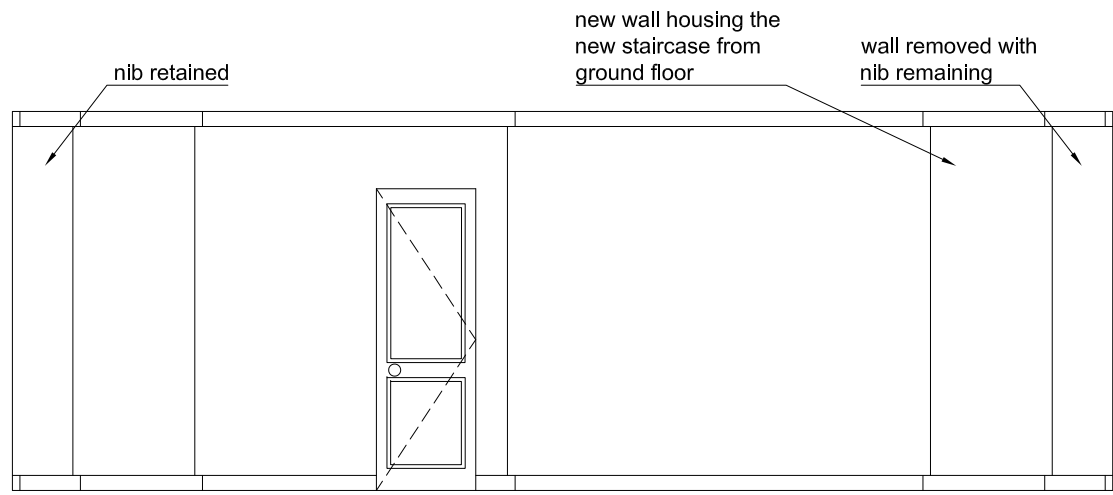 nib retained
new wall housing the
new staircase from
ground floor
wall removed with
nib remaining